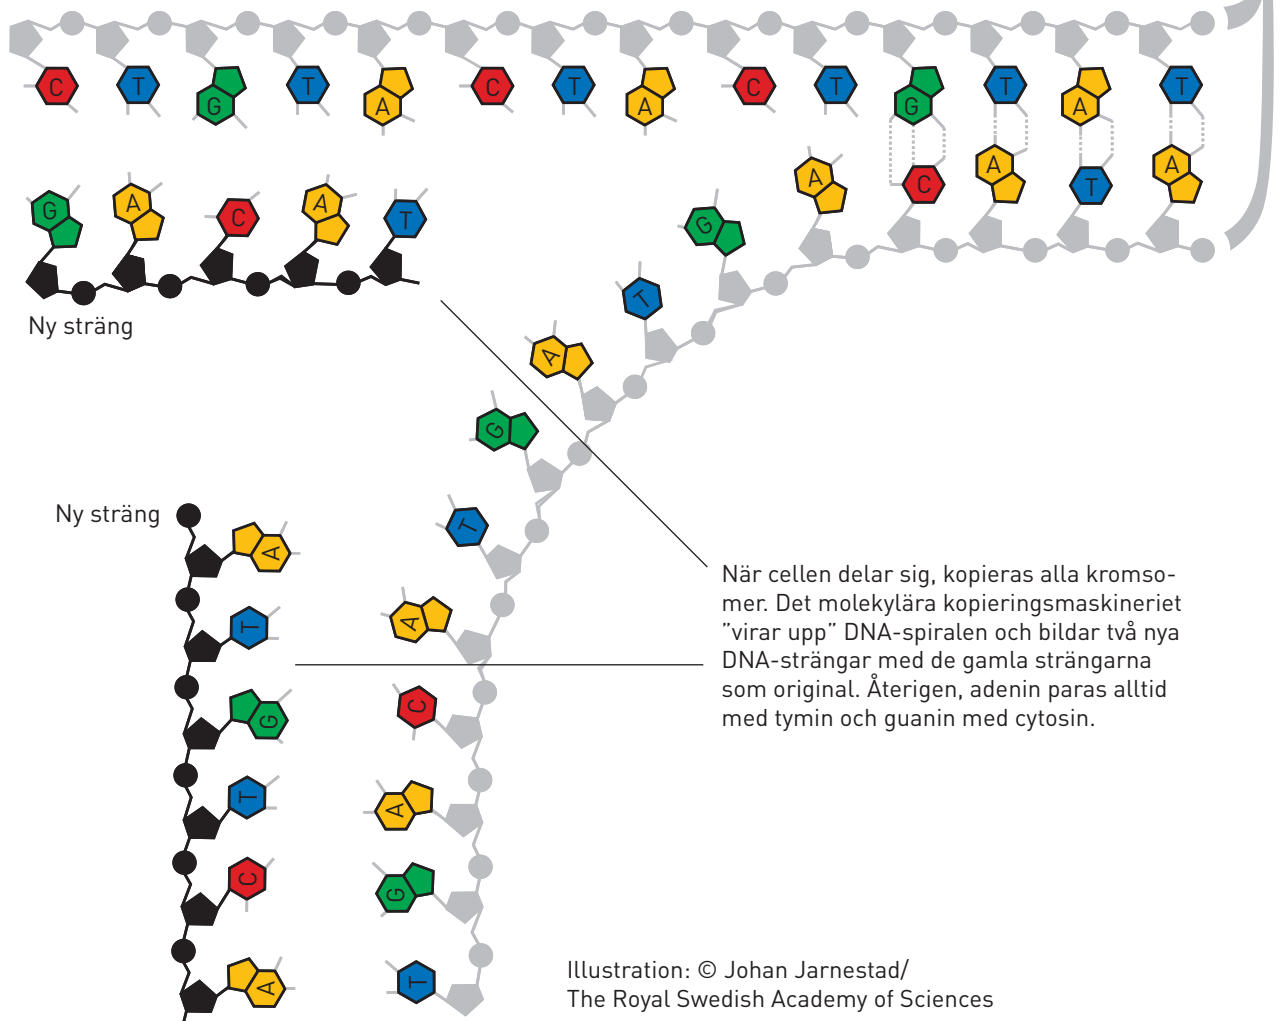 C T G T A C T A C T G T A T
G A C A T
A G A C A T A
Ny sträng
T
A
G
T
A
C
A
G
T
Ny sträng
A
T
G
T
C
A
När cellen delar sig, kopieras alla kromso-
mer. Det molekylära kopieringsmaskineriet
”virar upp” DNA-spiralen och bildar två nya
DNA-strängar med de gamla strängarna
som original. Återigen, adenin paras alltid
med tymin och guanin med cytosin.
Illustration: © Johan Jarnestad/
The Royal Swedish Academy of Sciences